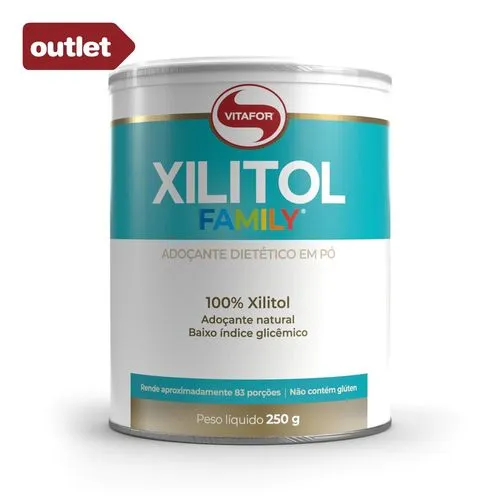 outlet
VITAFOR®
XILITOL
FAMILY®
ADOÇANTE DIETÉTICO EM PÓ
100% Xilitol
Adoçante natural
Baixo índice glicêmico
Rende aproximadamente 83 porções | Não contém glúten
Peso líquido 250 g